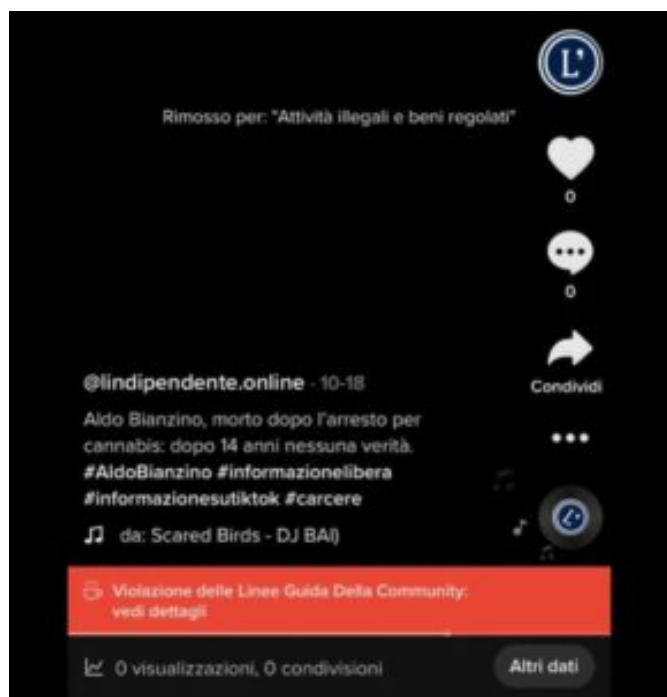 L'
Rimosso per: "Attività illegali e beni regolati"
0
0
Condividi
@lindipendente.online · 10-18
Aldo Bianzino, morto dopo l'arresto per
cannabis: dopo 14 anni nessuna verità.
#AldoBianzino #informazionelibera
#informazionesutiktok #carcere
da: Scared Birds - DJ BAI)
Violazione delle Linee Guida Della Community:
vedi dettagli
0 visualizzazioni, 0 condivisioni
Altri dati